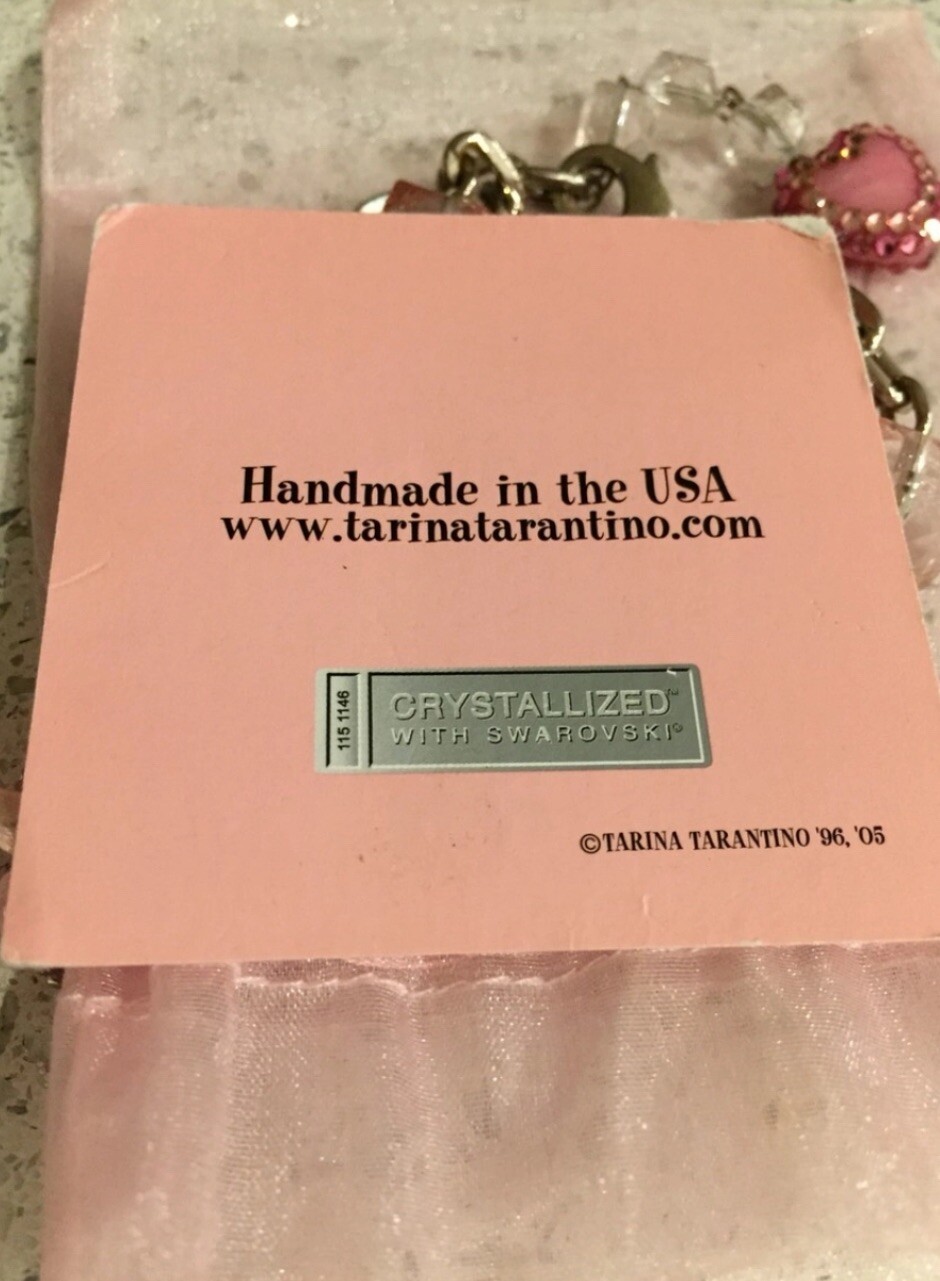 Handmade in the USA
www.tarinatarantino.com
115 1146
CRYSTALLIZED™
WITH SWAROVSKI®
©TARINA TARANTINO '96, '05